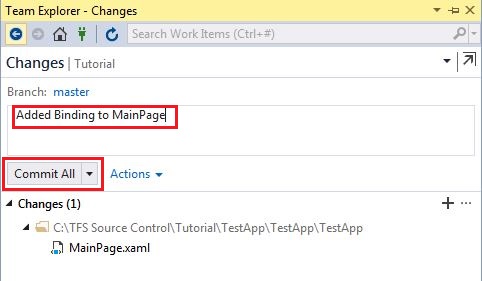 Team Explorer - Changes
Search Work Items (Ctrl+#)
Changes | Tutorial
Branch: master
Added Binding to MainPage
Commit All Actions
Changes (1)
C:\TFS Source Control\Tutorial\TestApp\TestApp\TestApp
MainPage.xaml